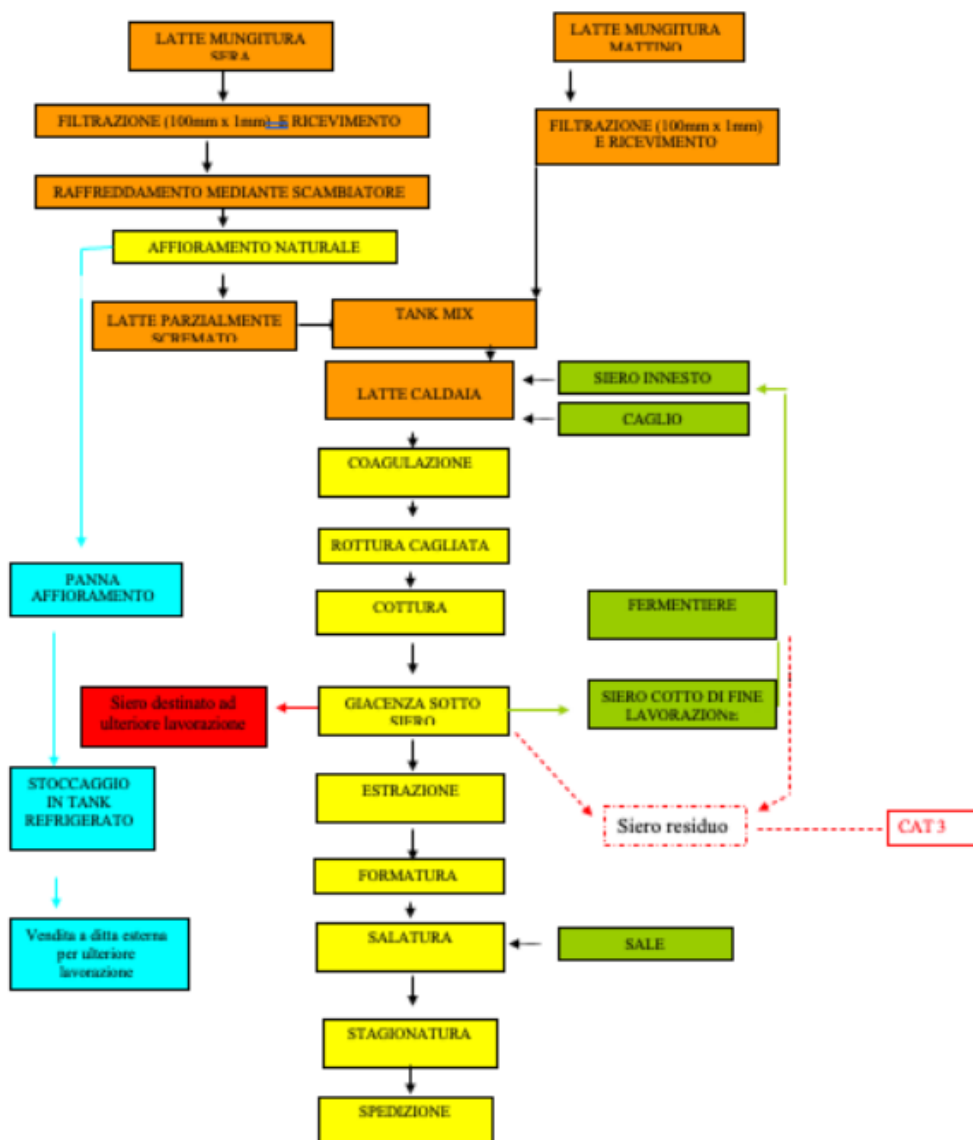 LATTE MUNGITURA
SERA
LATTE MUNGITURA
MATTINO
FILTRAZIONE (100mm x 1mm) E RICEVIMENTO
FILTRAZIONE (100mm x 1mm)
E RICEVIMENTO
RAFFREDDAMENTO MEDIANTE SCAMBIATORE
AFFIORAMENTO NATURALE
LATTE PARZIALMENTE
SCREMATO
TANK MIX
LATTE CALDAIA
SIERO INNESTO
CAGLIO
COAGULAZIONE
ROTTURA CAGLIATA
PANNA
AFFIORAMENTO
COTTURA
FERMENTIERE
Siero destinato ad
ulteriore lavorazione
GIACENZA SOTTO
SIERO
SIERO COTTO DI FINE
LAVORAZIONE
STOCCAGGIO
IN TANK
REFRIGERATO
ESTRAZIONE
Siero residuo
CAT 3
FORMATURA
Vendita a ditta esterna
per ulteriore
lavorazione
SALATURA
SALE
STAGIONATURA
SPEDIZIONE